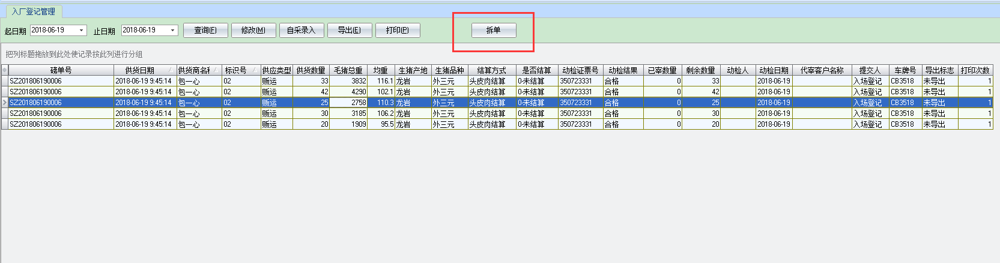 入厂登记管理
起日期 2018-06-19 止日期 2018-06-19 查询(F) 修改(M) 自采录入 导出(E) 打印(P) 拆单
把列标题拖放到此处使记录按此列进行分组
磅单号 供货日期 供货商名称 标识号 供应类型 供货数量 毛猪总重 均重 生猪产地 生猪品种 结算方式 是否结算 动检证票号 动检结果 已宰数量 剩余数量 动检人 动检日期 代宰客户名称 提交人 车牌号 导出标志 打印次数
SZ201806190006 2018-06-19 9:45:14 包一心 02 贩运 33 3832 116.1 龙岩 外三元 头皮肉结算 0-未结算 350723331 合格 0 33 2018-06-19 入场登记 CB3518 未导出 1
SZ201806190006 2018-06-19 9:45:14 包一心 02 贩运 42 4290 102.1 龙岩 外三元 头皮肉结算 0-未结算 350723331 合格 0 42 2018-06-19 入场登记 CB3518 未导出 1
SZ201806190006 2018-06-19 9:45:14 包一心 02 贩运 25 2758 110.3 龙岩 外三元 头皮肉结算 0-未结算 350723331 合格 0 25 2018-06-19 入场登记 CB3518 未导出 1
SZ201806190006 2018-06-19 9:45:14 包一心 02 贩运 30 3185 106.2 龙岩 外三元 头皮肉结算 0-未结算 350723331 合格 0 30 2018-06-19 入场登记 CB3518 未导出 1
SZ201806190006 2018-06-19 9:45:14 包一心 02 贩运 20 1909 95.5 龙岩 外三元 头皮肉结算 0-未结算 350723331 合格 0 20 2018-06-19 入场登记 CB3518 未导出 1